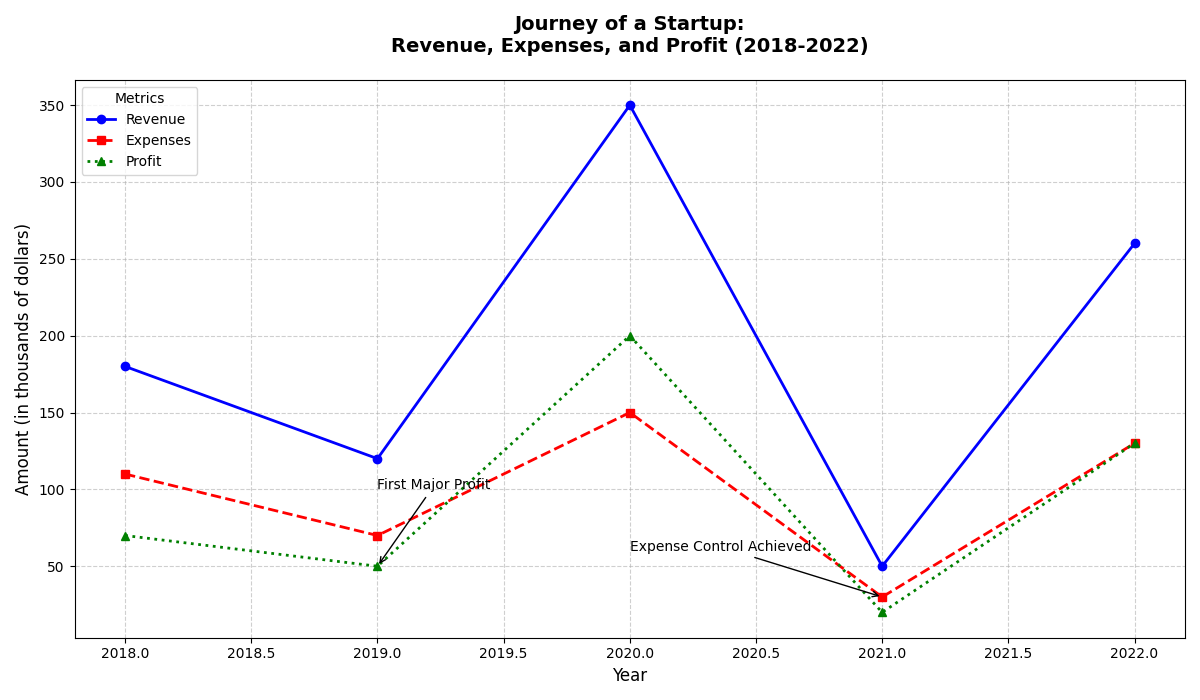 Journey of a Startup:
Revenue, Expenses, and Profit (2018-2022)
Metrics
Revenue
Expenses
Profit
Amount (in thousands of dollars)
350
300
250
200
150
100
50
First Major Profit
Expense Control Achieved
2018.0 2018.5 2019.0 2019.5 2020.0 2020.5 2021.0 2021.5 2022.0
Year